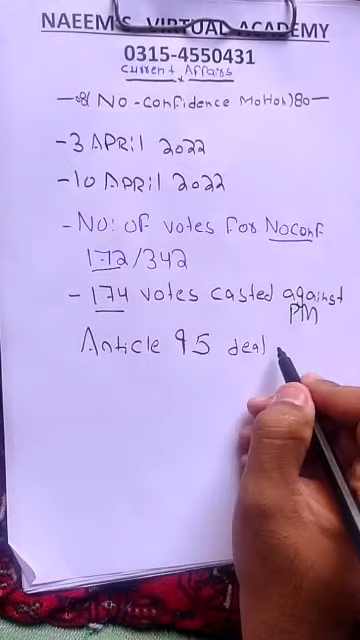 NAEEM'S VIRTUAL ACADEMY
0315-4550431
Current Affairs
(No-confidence Motion)
-3 APRil 2022
-10 APRil 2022
- No: of votes for Noconf
172/342
- 174 votes casted against
PM
Article 95 deal